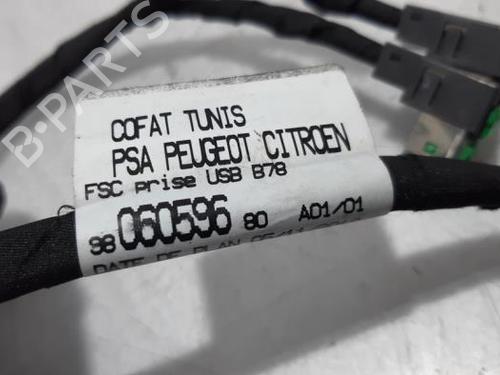 COFAT TUNIS
PSA PEUGEOT CITROEN
FSC prise USB B78
98 060596 80 A01/01
DATE DE PLAN
B-PARTS